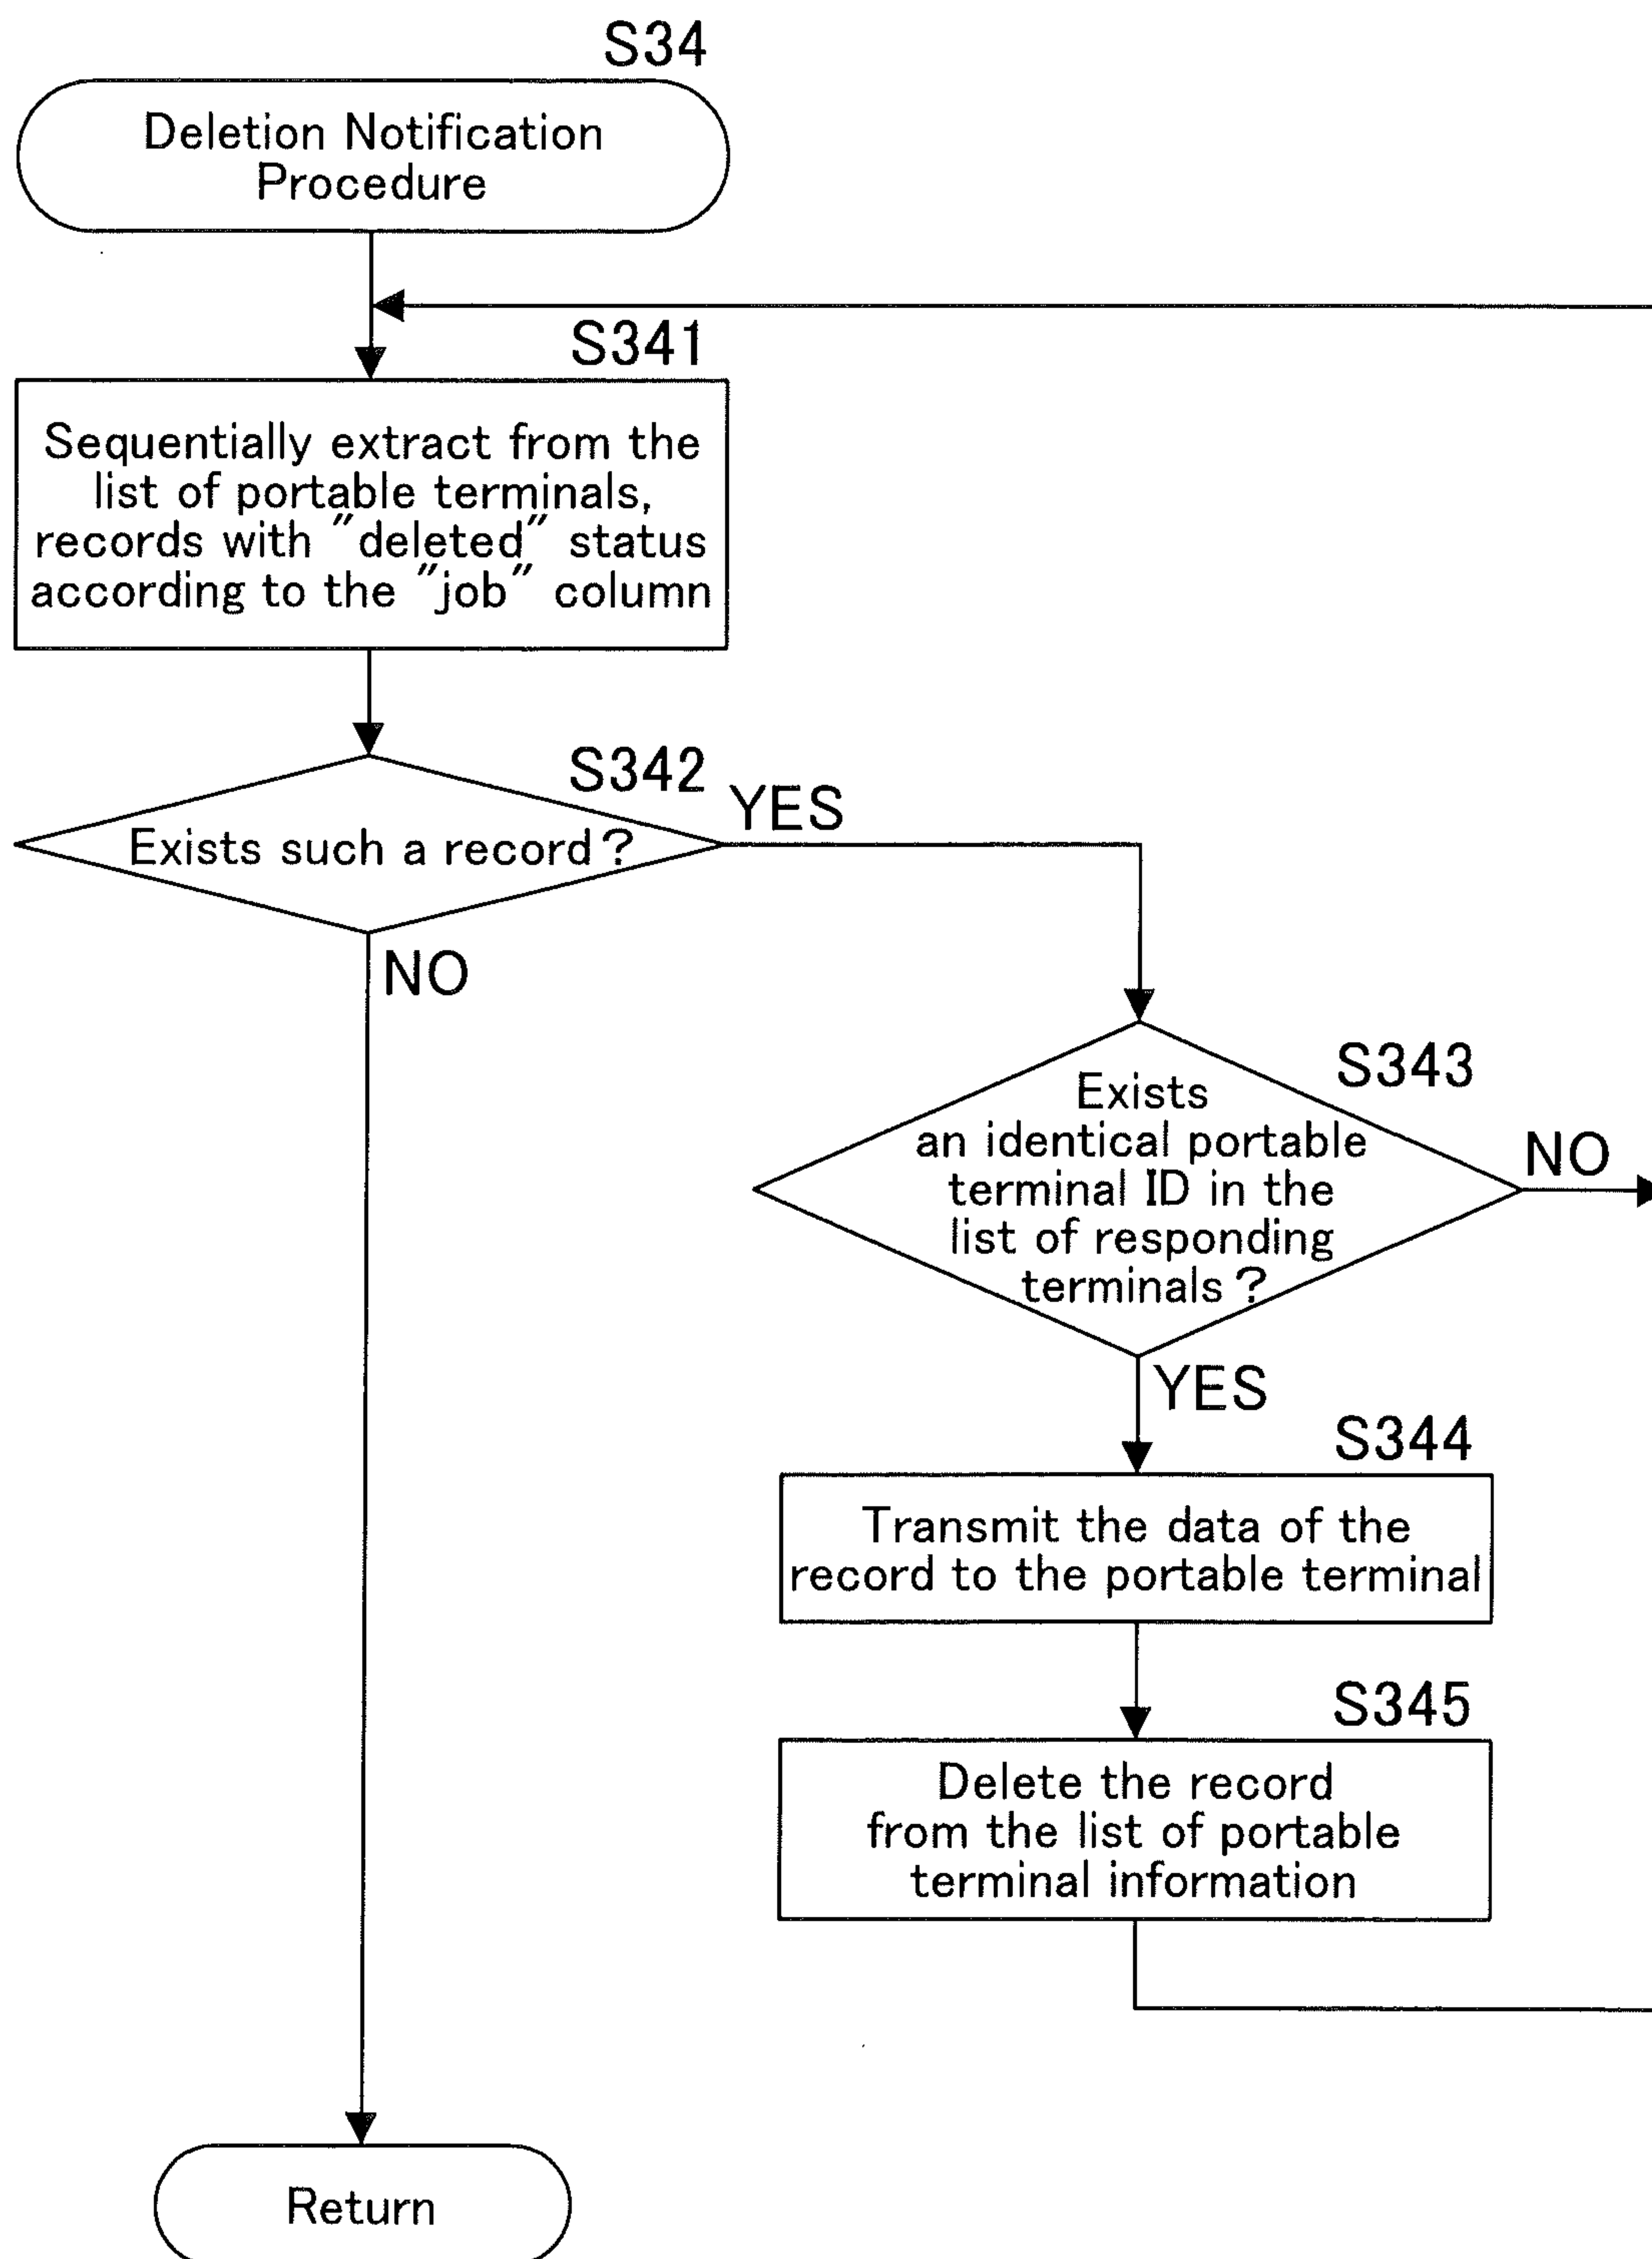 S34
Deletion Notification
Procedure
S341
Sequentially extract from the
list of portable terminals,
records with "deleted" status
according to the "job" column
S342
YES
Exists such a record?
NO
S343
Exists
an identical portable
terminal ID in the
list of responding
terminals?
NO
YES
S344
Transmit the data of the
record to the portable terminal
S345
Delete the record
from the list of portable
terminal information
Return